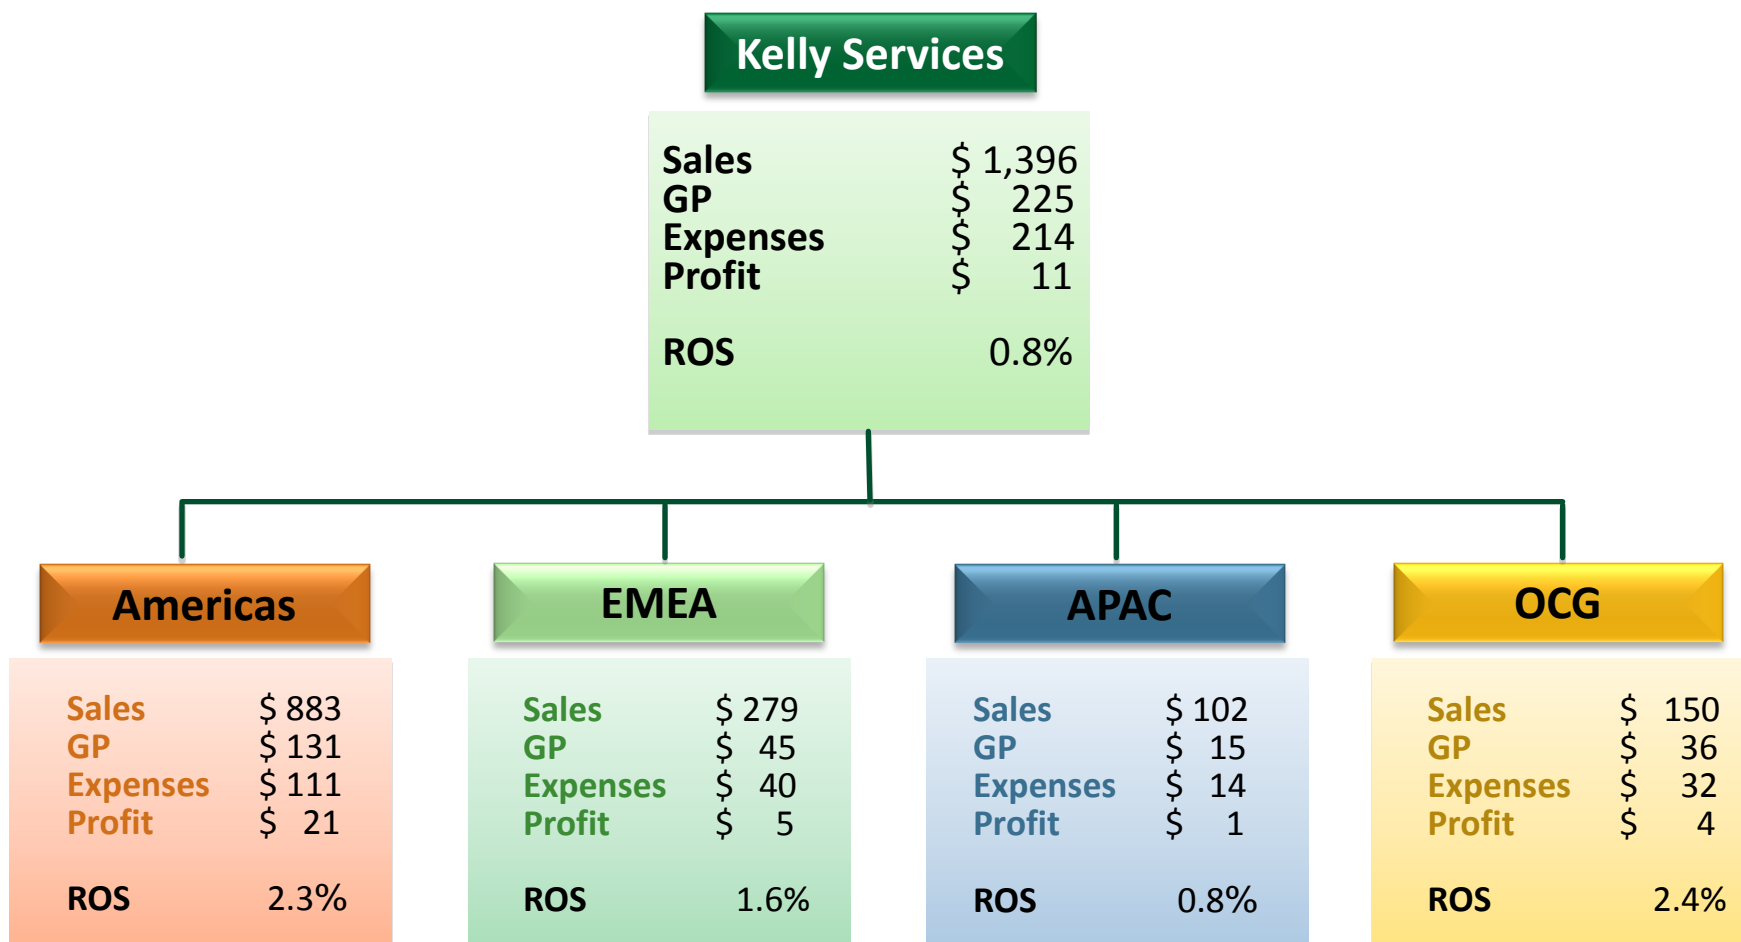 Kelly Services
Sales $ 1,396
GP $ 225
Expenses $ 214
Profit $ 11
ROS 0.8%
Americas
Sales $ 883
GP $ 131
Expenses $ 111
Profit $ 21
ROS 2.3%
EMEA
Sales $ 279
GP $ 45
Expenses $ 40
Profit $ 5
ROS 1.6%
APAC
Sales $ 102
GP $ 15
Expenses $ 14
Profit $ 1
ROS 0.8%
OCG
Sales $ 150
GP $ 36
Expenses $ 32
Profit $ 4
ROS 2.4%